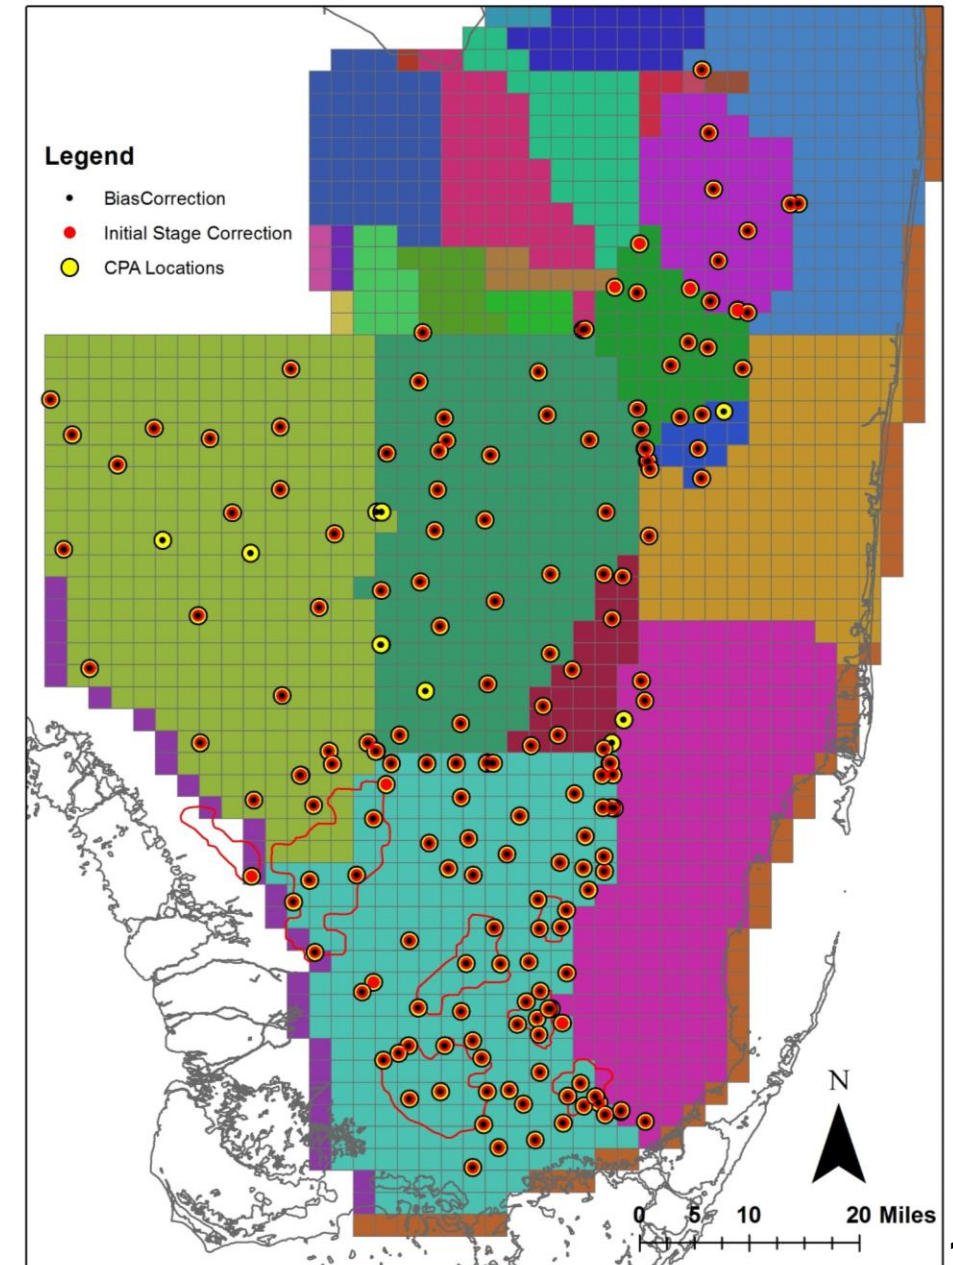 Legend
BiasCorrection
Initial Stage Correction
CPA Locations
N
0 5 10 20 Miles